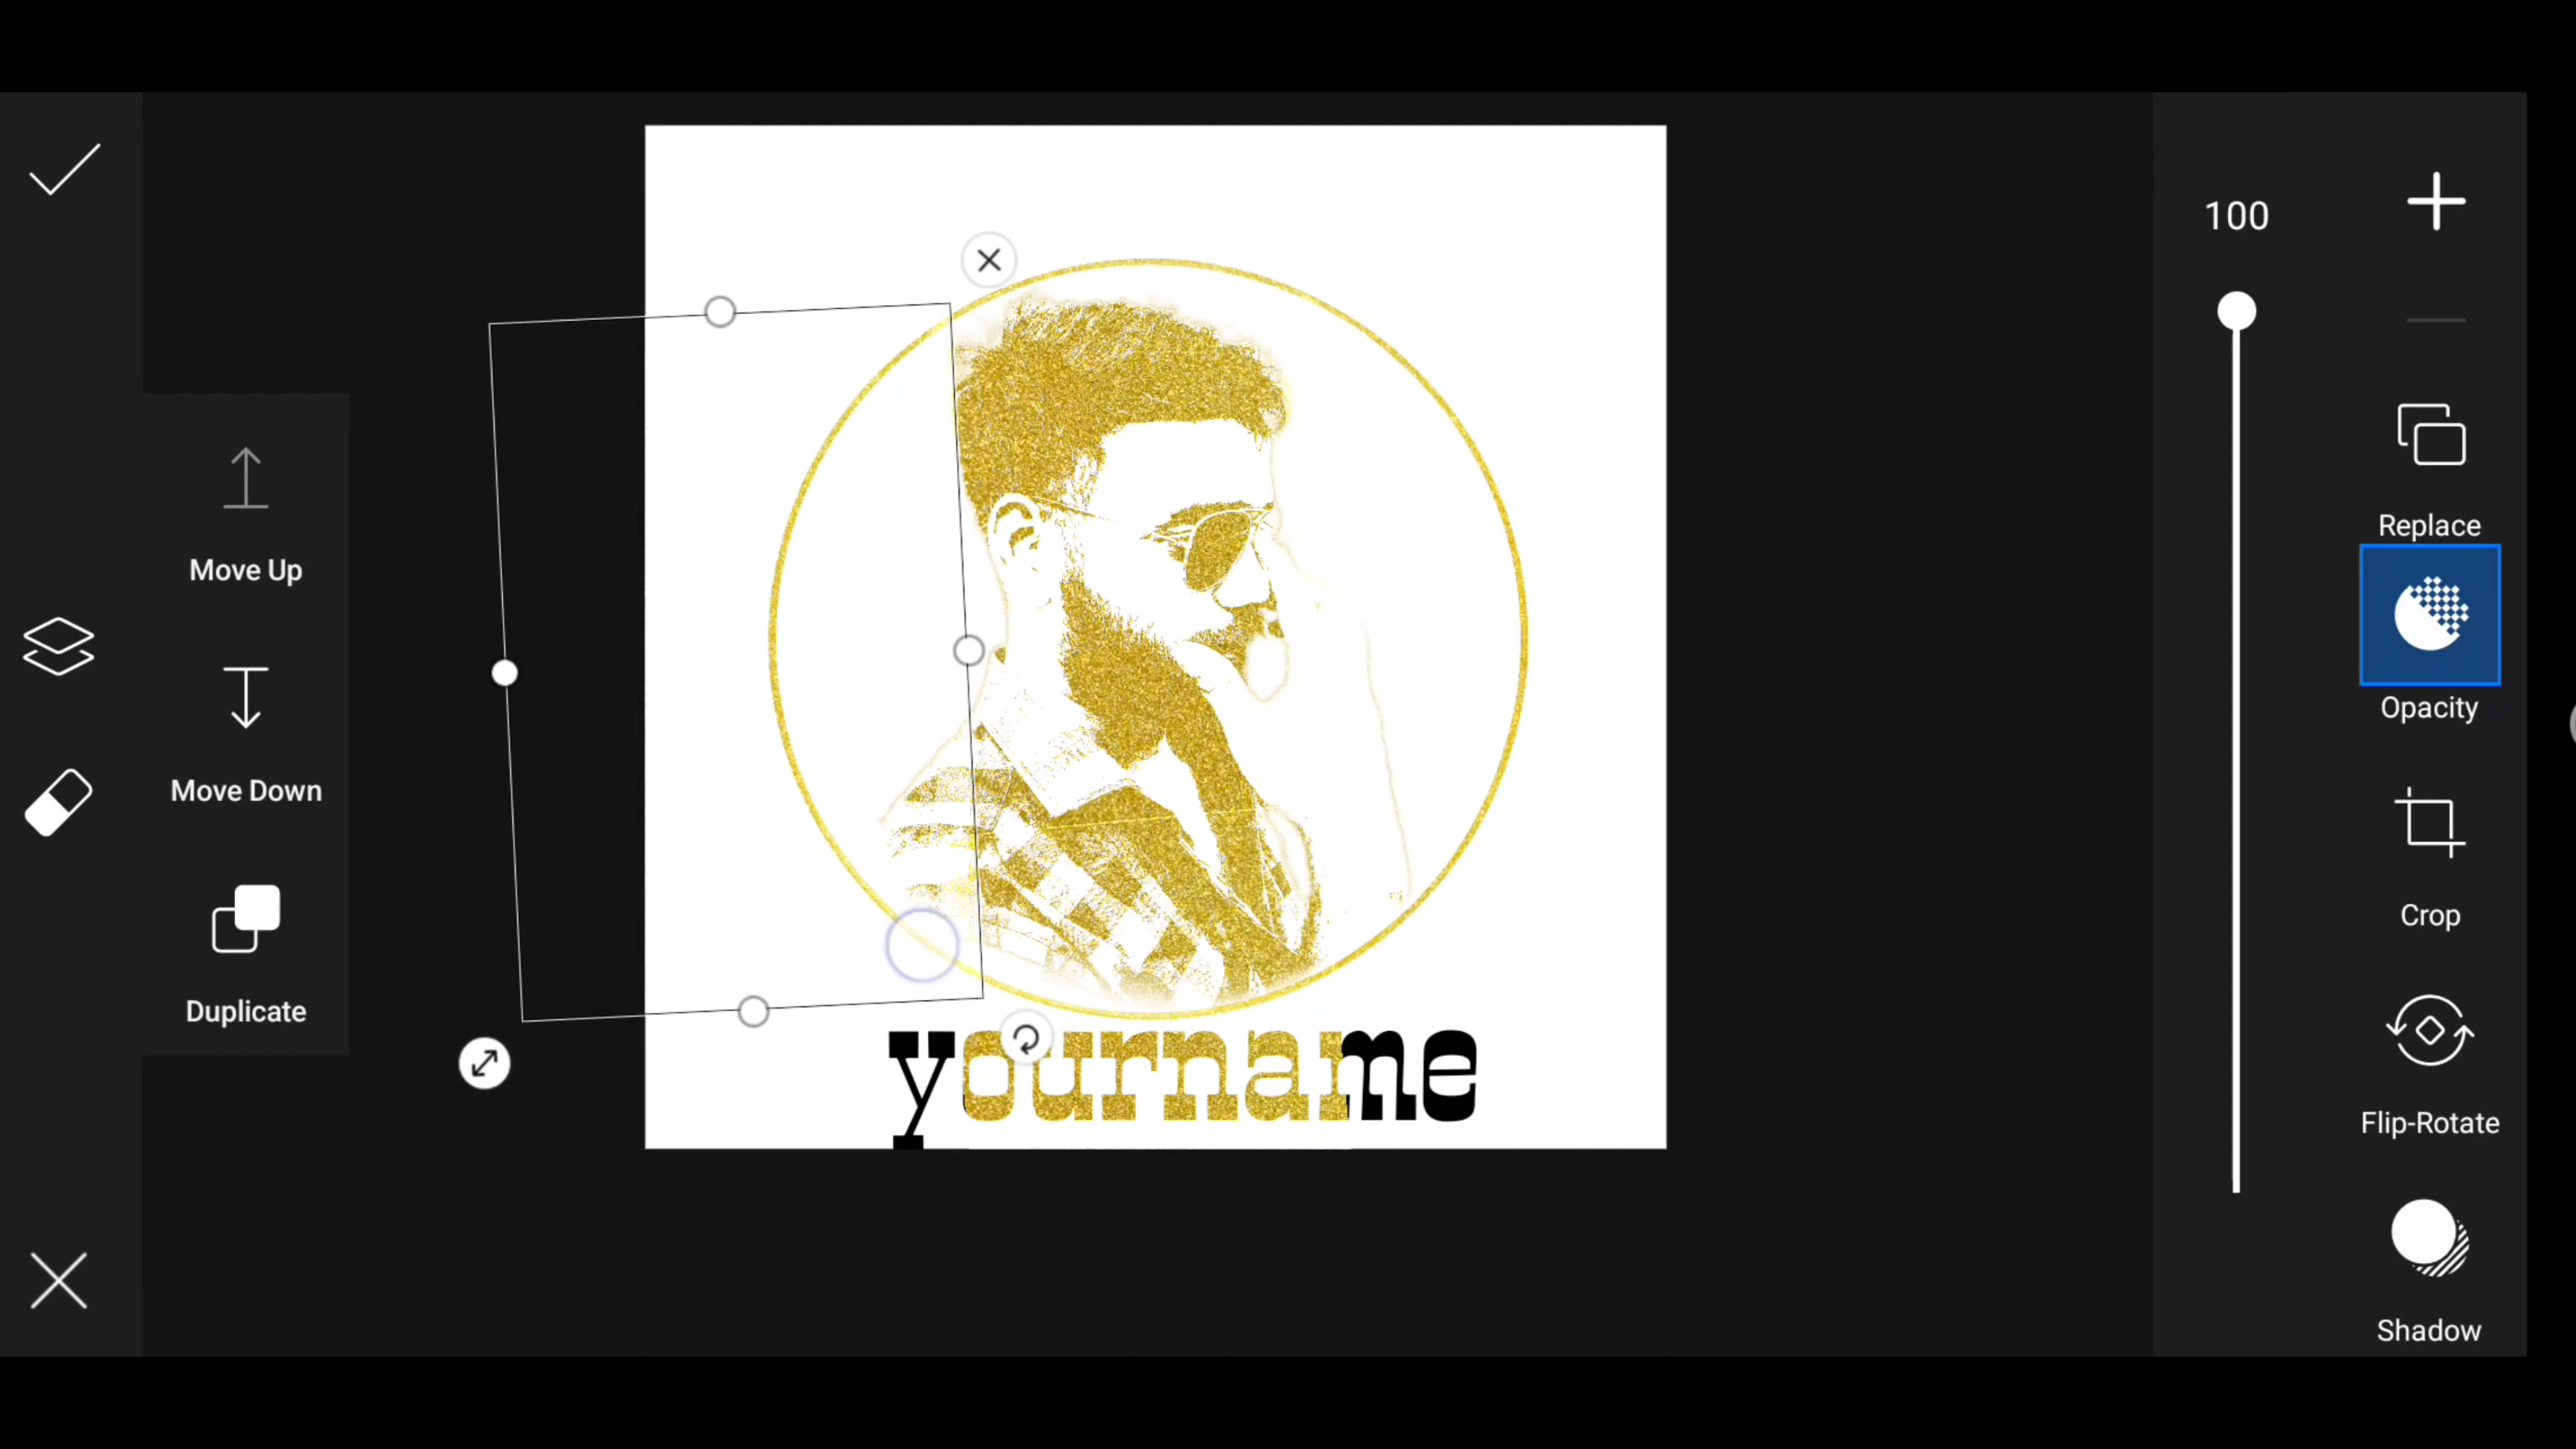 100
Replace
Move Up
Opacity
Move Down
Crop
Duplicate
yourname
Flip-Rotate
Shadow